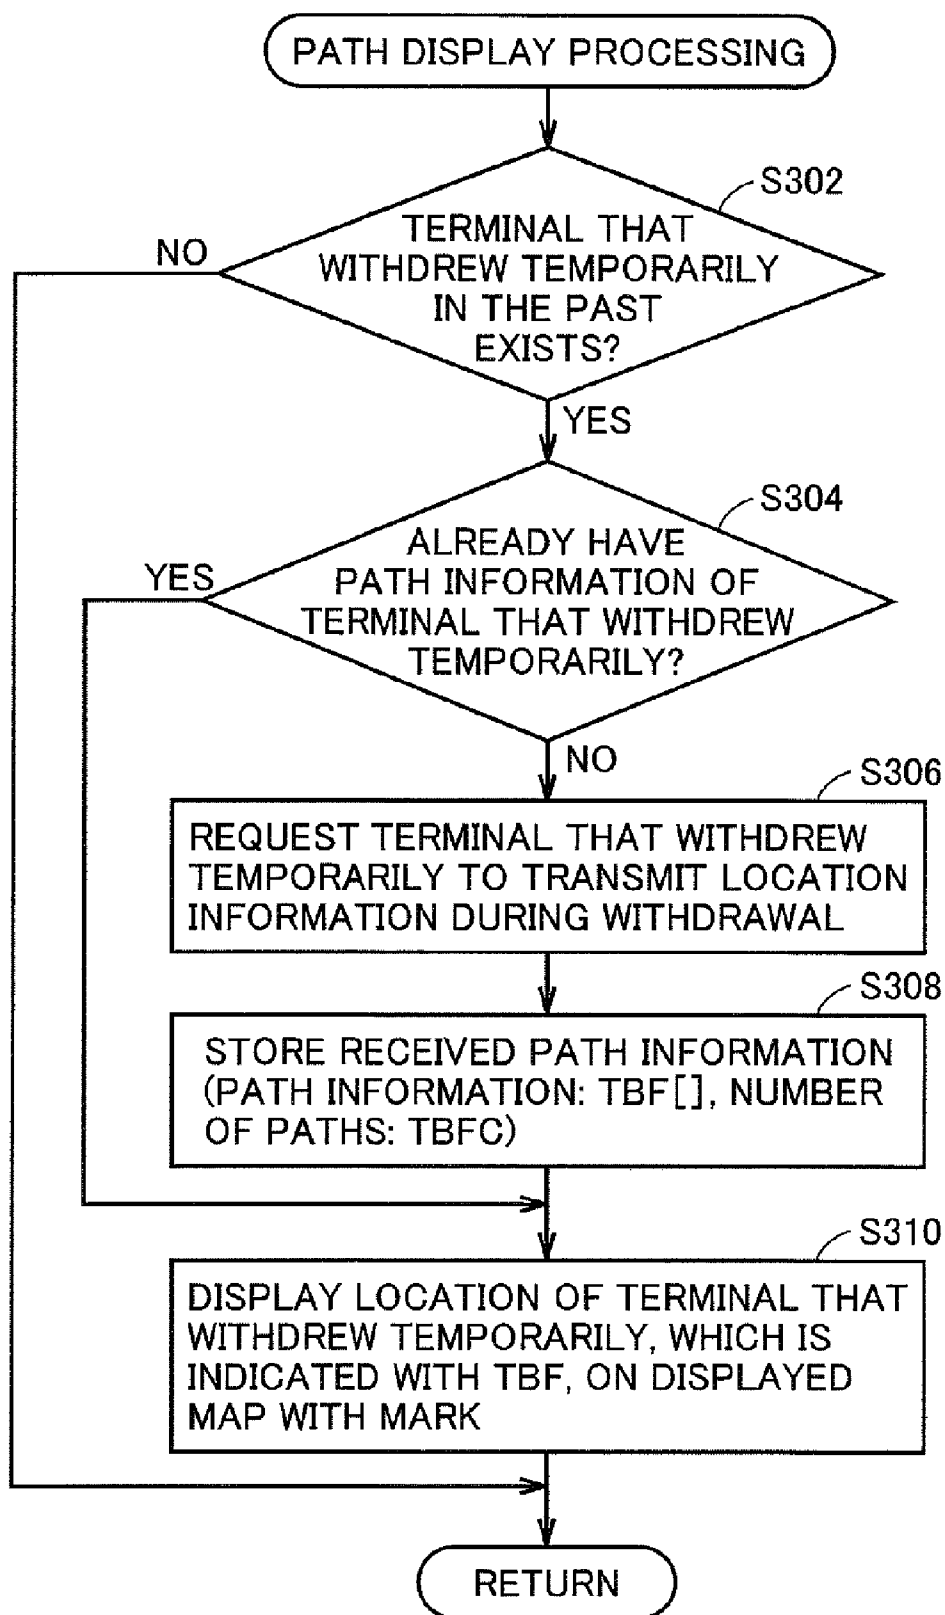 PATH DISPLAY PROCESSING
S302
TERMINAL THAT
WITHDREW TEMPORARILY
IN THE PAST
EXISTS?
NO
YES
S304
ALREADY HAVE
PATH INFORMATION OF
TERMINAL THAT WITHDREW
TEMPORARILY?
YES
NO
S306
REQUEST TERMINAL THAT WITHDREW
TEMPORARILY TO TRANSMIT LOCATION
INFORMATION DURING WITHDRAWAL
S308
STORE RECEIVED PATH INFORMATION
(PATH INFORMATION: TBF[], NUMBER
OF PATHS: TBFC)
S310
DISPLAY LOCATION OF TERMINAL THAT
WITHDREW TEMPORARILY, WHICH IS
INDICATED WITH TBF, ON DISPLAYED
MAP WITH MARK
RETURN